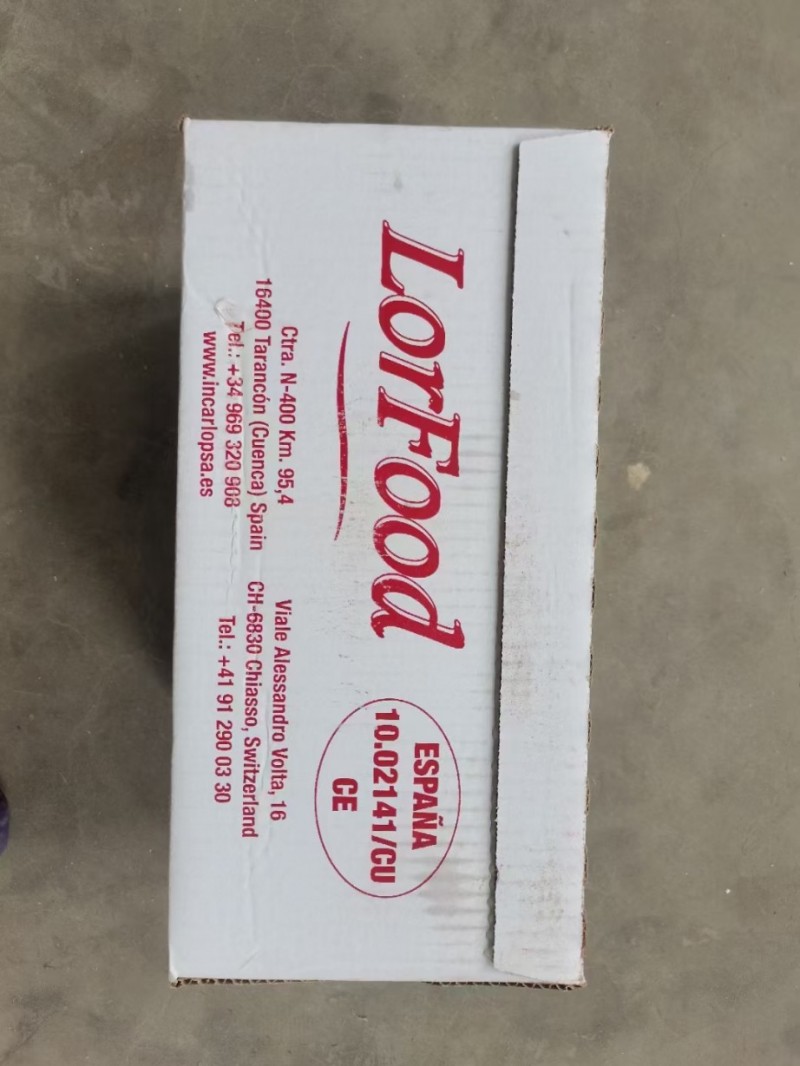 LorFood
ESPAÑA
10.02141/CU
CE
Ctra. N-400 Km. 95,4
16400 Tarancón (Cuenca) Spain
Tel.: +34 969 320 908
www.incarlopsa.es
Viale Alessandro Volta, 16
CH-6830 Chiasso, Switzerland
Tel.: +41 91 290 03 30